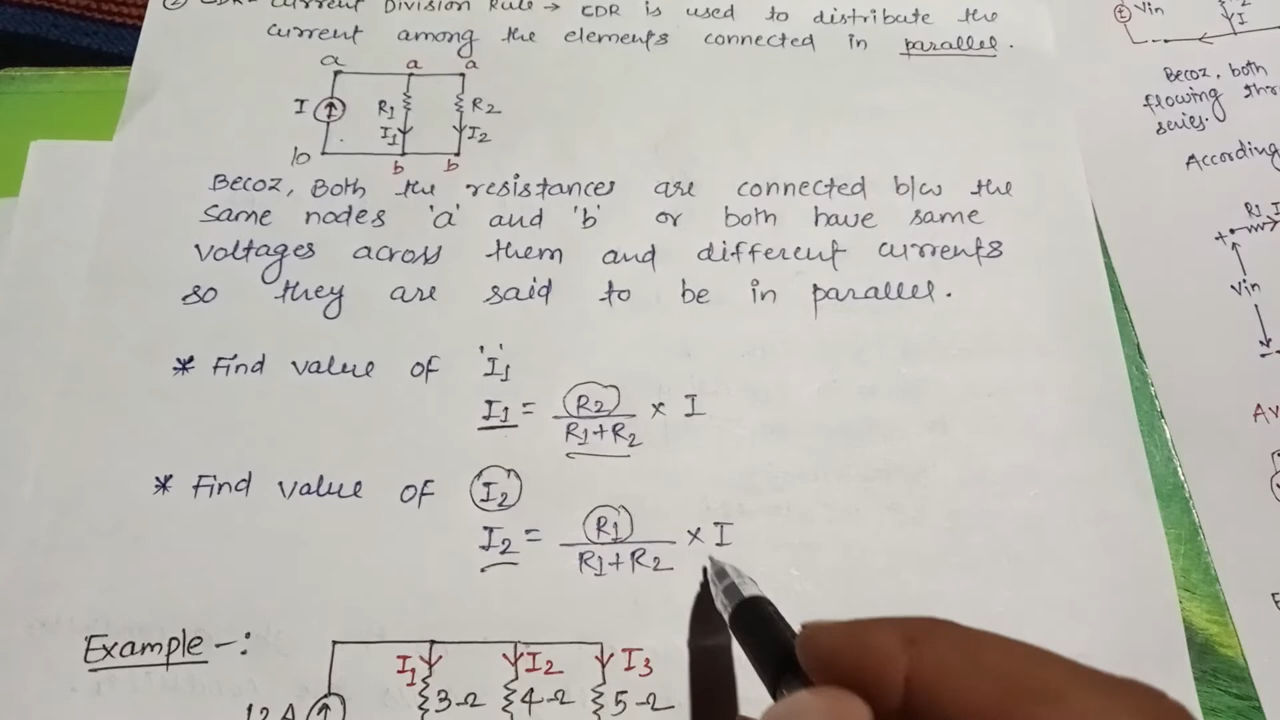 ② CDR - Current Division Rule → CDR is used to distribute the
current among the elements connected in parallel.
a a a
I R1 R2
I1 I2
b b b
Becoz, Both the resistances are connected b/w the
same nodes 'a' and 'b' or both have same
voltages across them and different currents
so they are said to be in parallel.
* Find value of 'I1'
I1 = R2 / R1+R2 × I
* Find value of 'I2'
I2 = R1 / R1+R2 × I
Example -:
I1 I2 I3
12A 3Ω 4Ω 5Ω
I Vin
I
Becoz, both
flowing
series.
According
R1 I
+
Vin
-